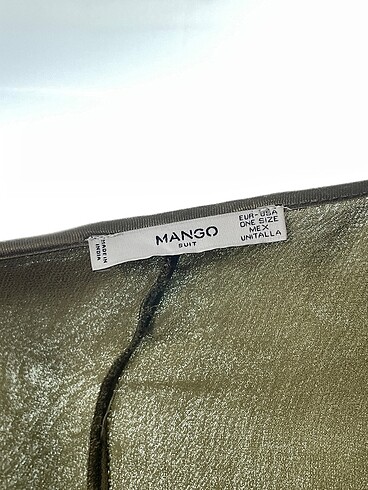 MADE IN
INDIA
MANGO
SUIT
EUR-USA
ONE SIZE
MEX
UNITALLA